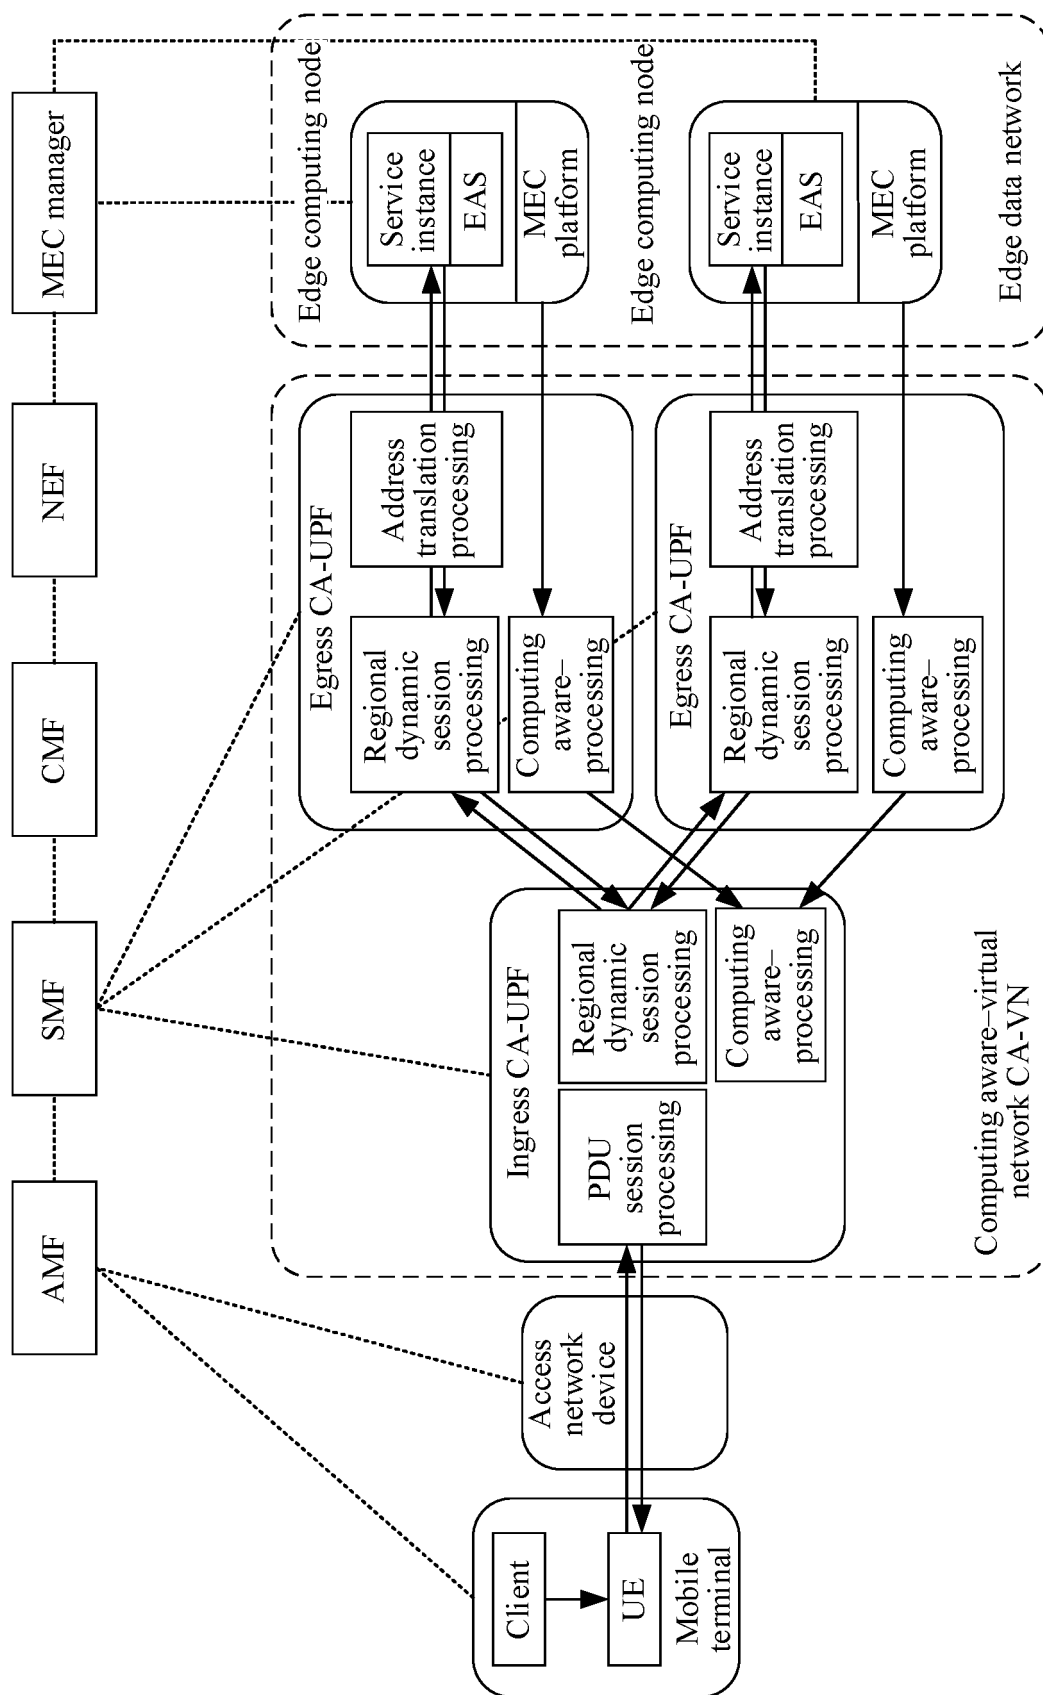 AMF
SMF
CMF
NEF
MEC manager
Client
UE
Mobile
terminal
Access
network
device
Ingress CA-UPF
PDU
session
processing
Regional
dynamic
session
processing
Computing
aware–
processing
Egress CA-UPF
Regional
dynamic
session
processing
Address
translation
processing
Computing
aware–
processing
Egress CA-UPF
Regional
dynamic
session
processing
Address
translation
processing
Computing
aware–
processing
Computing aware–virtual
network CA-VN
Edge computing node
Service
instance
EAS
MEC
platform
Edge computing node
Service
instance
EAS
MEC
platform
Edge data network